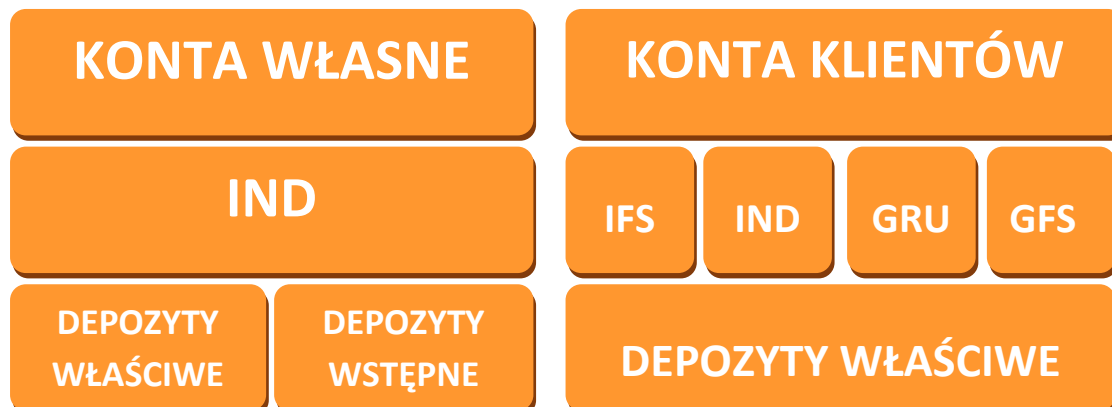 KONTA WŁASNE
KONTA KLIENTÓW
IND
IFS
IND
GRU
GFS
DEPOZYTY
WŁAŚCIWE
DEPOZYTY
WSTĘPNE
DEPOZYTY WŁAŚCIWE